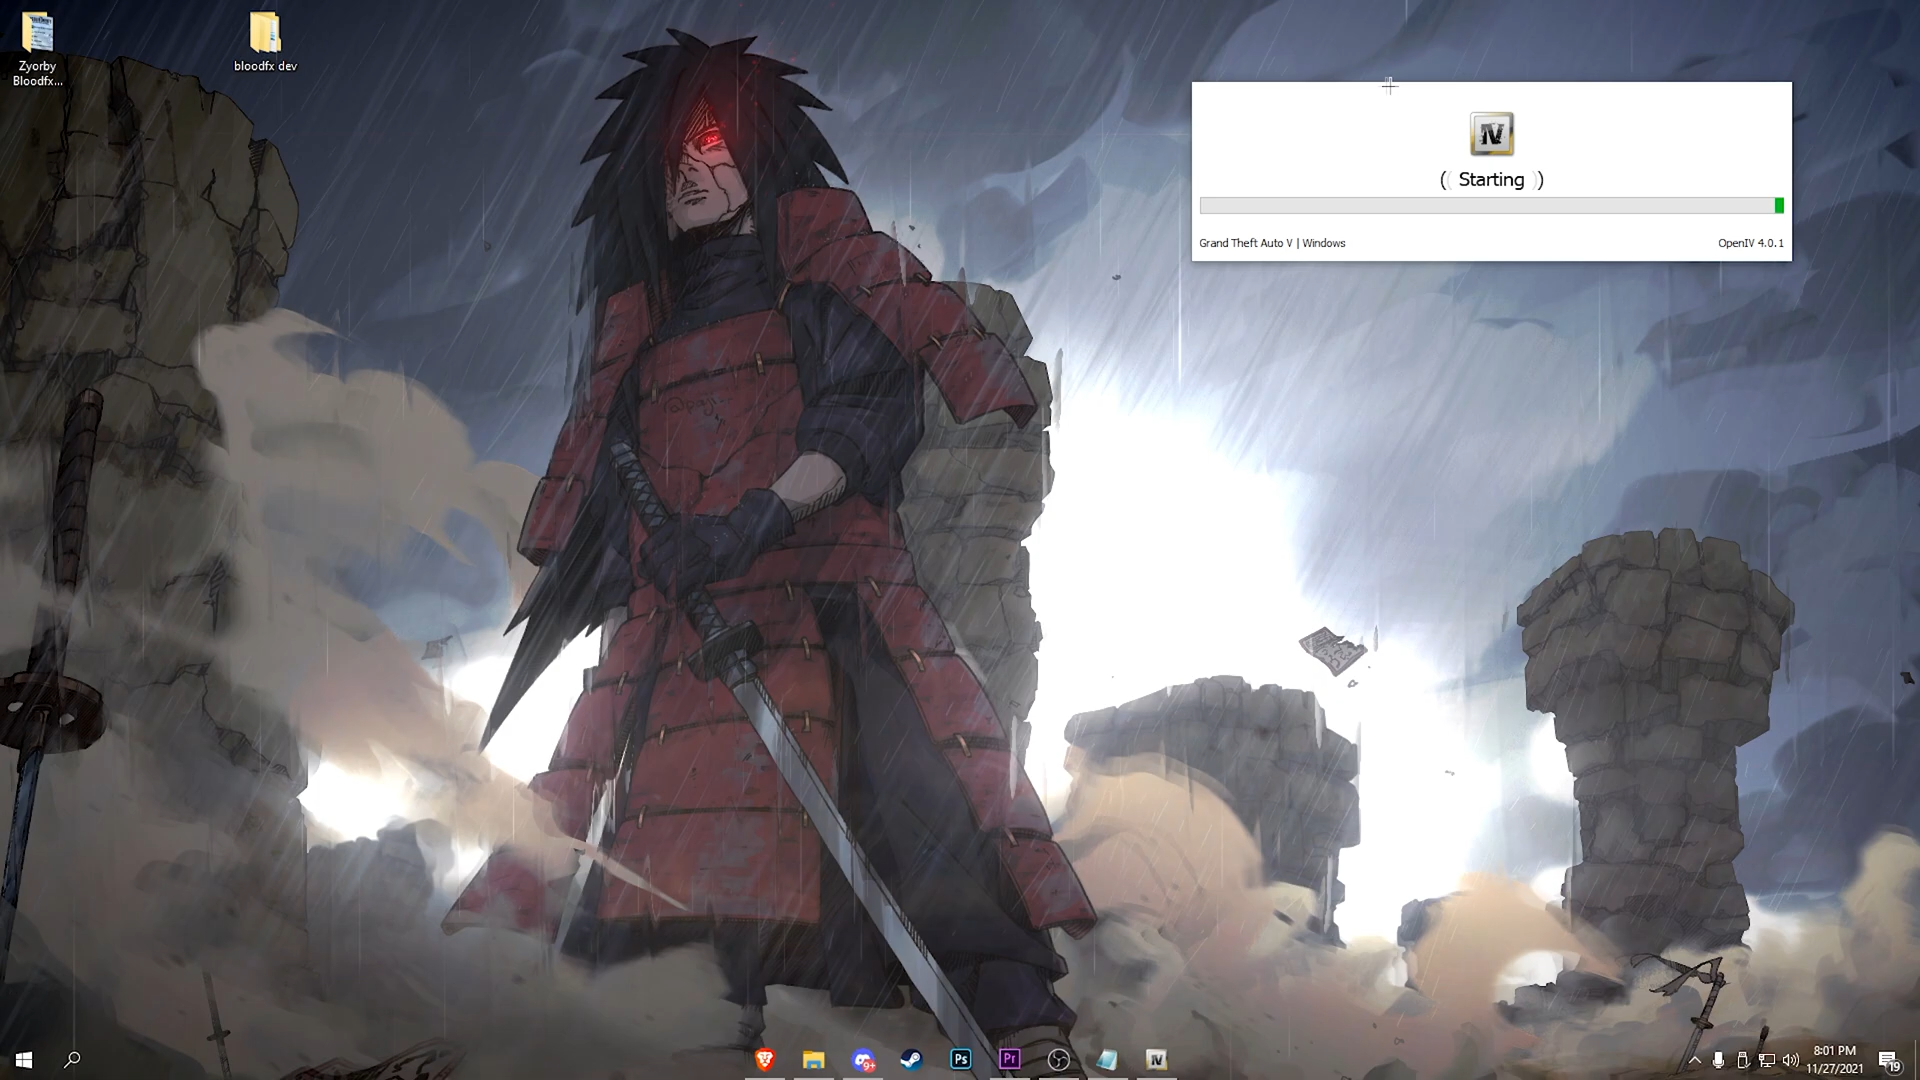 Zyorby
Bloodfx...
bloodfx dev
IV
(( Starting ))
Grand Theft Auto V | Windows
OpenIV 4.0.1
9+
Ps
Pr
IV
8:01 PM
11/27/2021
19